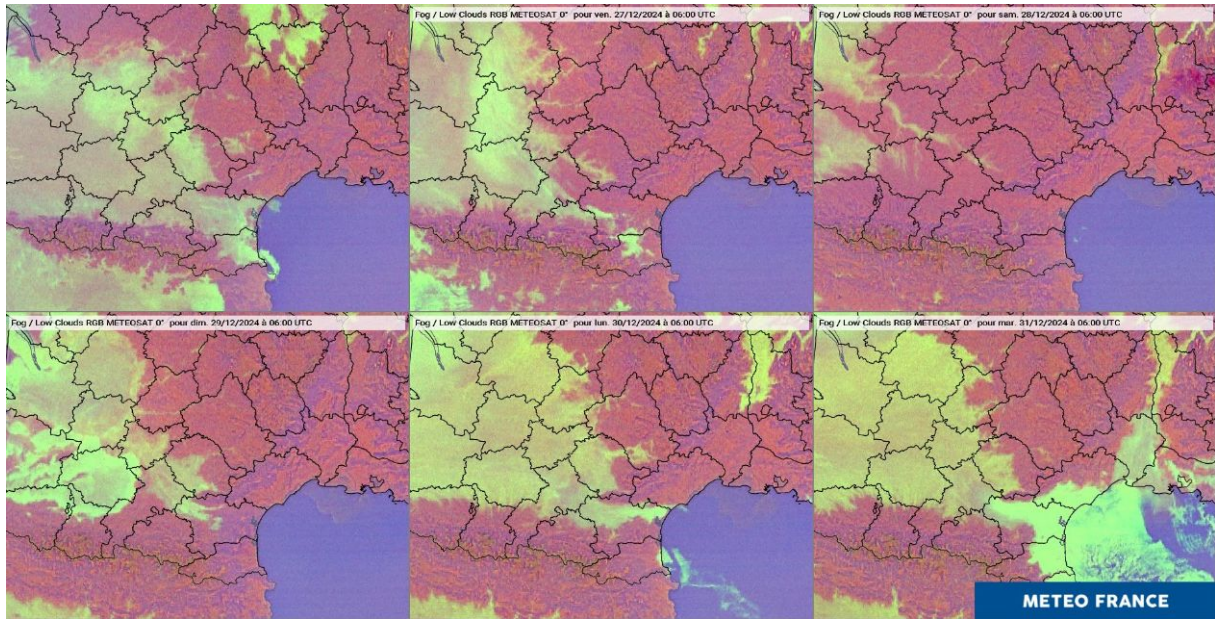 Fog / Low Clouds RGB METEOSAT 0° pour ven. 27/12/2024 à 06:00 UTC
Fog / Low Clouds RGB METEOSAT 0° pour sam. 28/12/2024 à 06:00 UTC
Fog / Low Clouds RGB METEOSAT 0° pour dim. 29/12/2024 à 06:00 UTC
Fog / Low Clouds RGB METEOSAT 0° pour lun. 30/12/2024 à 06:00 UTC
Fog / Low Clouds RGB METEOSAT 0° pour mar. 31/12/2024 à 06:00 UTC
METEO FRANCE